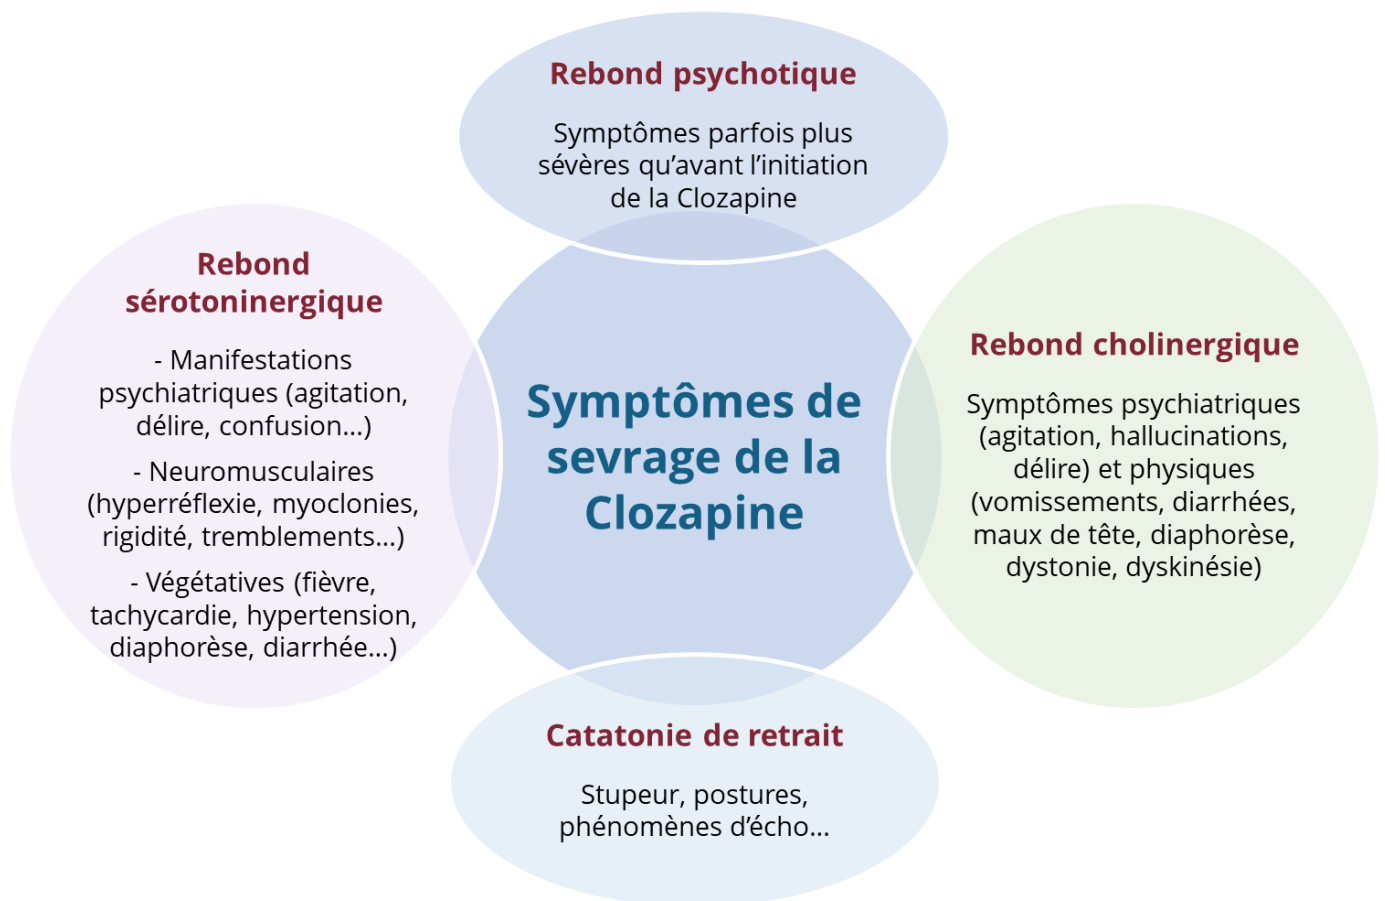 Rebond psychotique
Symptômes parfois plus
sévères qu’avant l’initiation
de la Clozapine
Rebond
sérotoninergique
- Manifestations
psychiatriques (agitation,
délire, confusion…)
- Neuromusculaires
(hyperréflexie, myoclonies,
rigidité, tremblements…)
- Végétatives (fièvre,
tachycardie, hypertension,
diaphorèse, diarrhée…)
Symptômes de
sevrage de la
Clozapine
Rebond cholinergique
Symptômes psychiatriques
(agitation, hallucinations,
délire) et physiques
(vomissements, diarrhées,
maux de tête, diaphorèse,
dystonie, dyskinésie)
Catatonie de retrait
Stupeur, postures,
phénomènes d’écho…